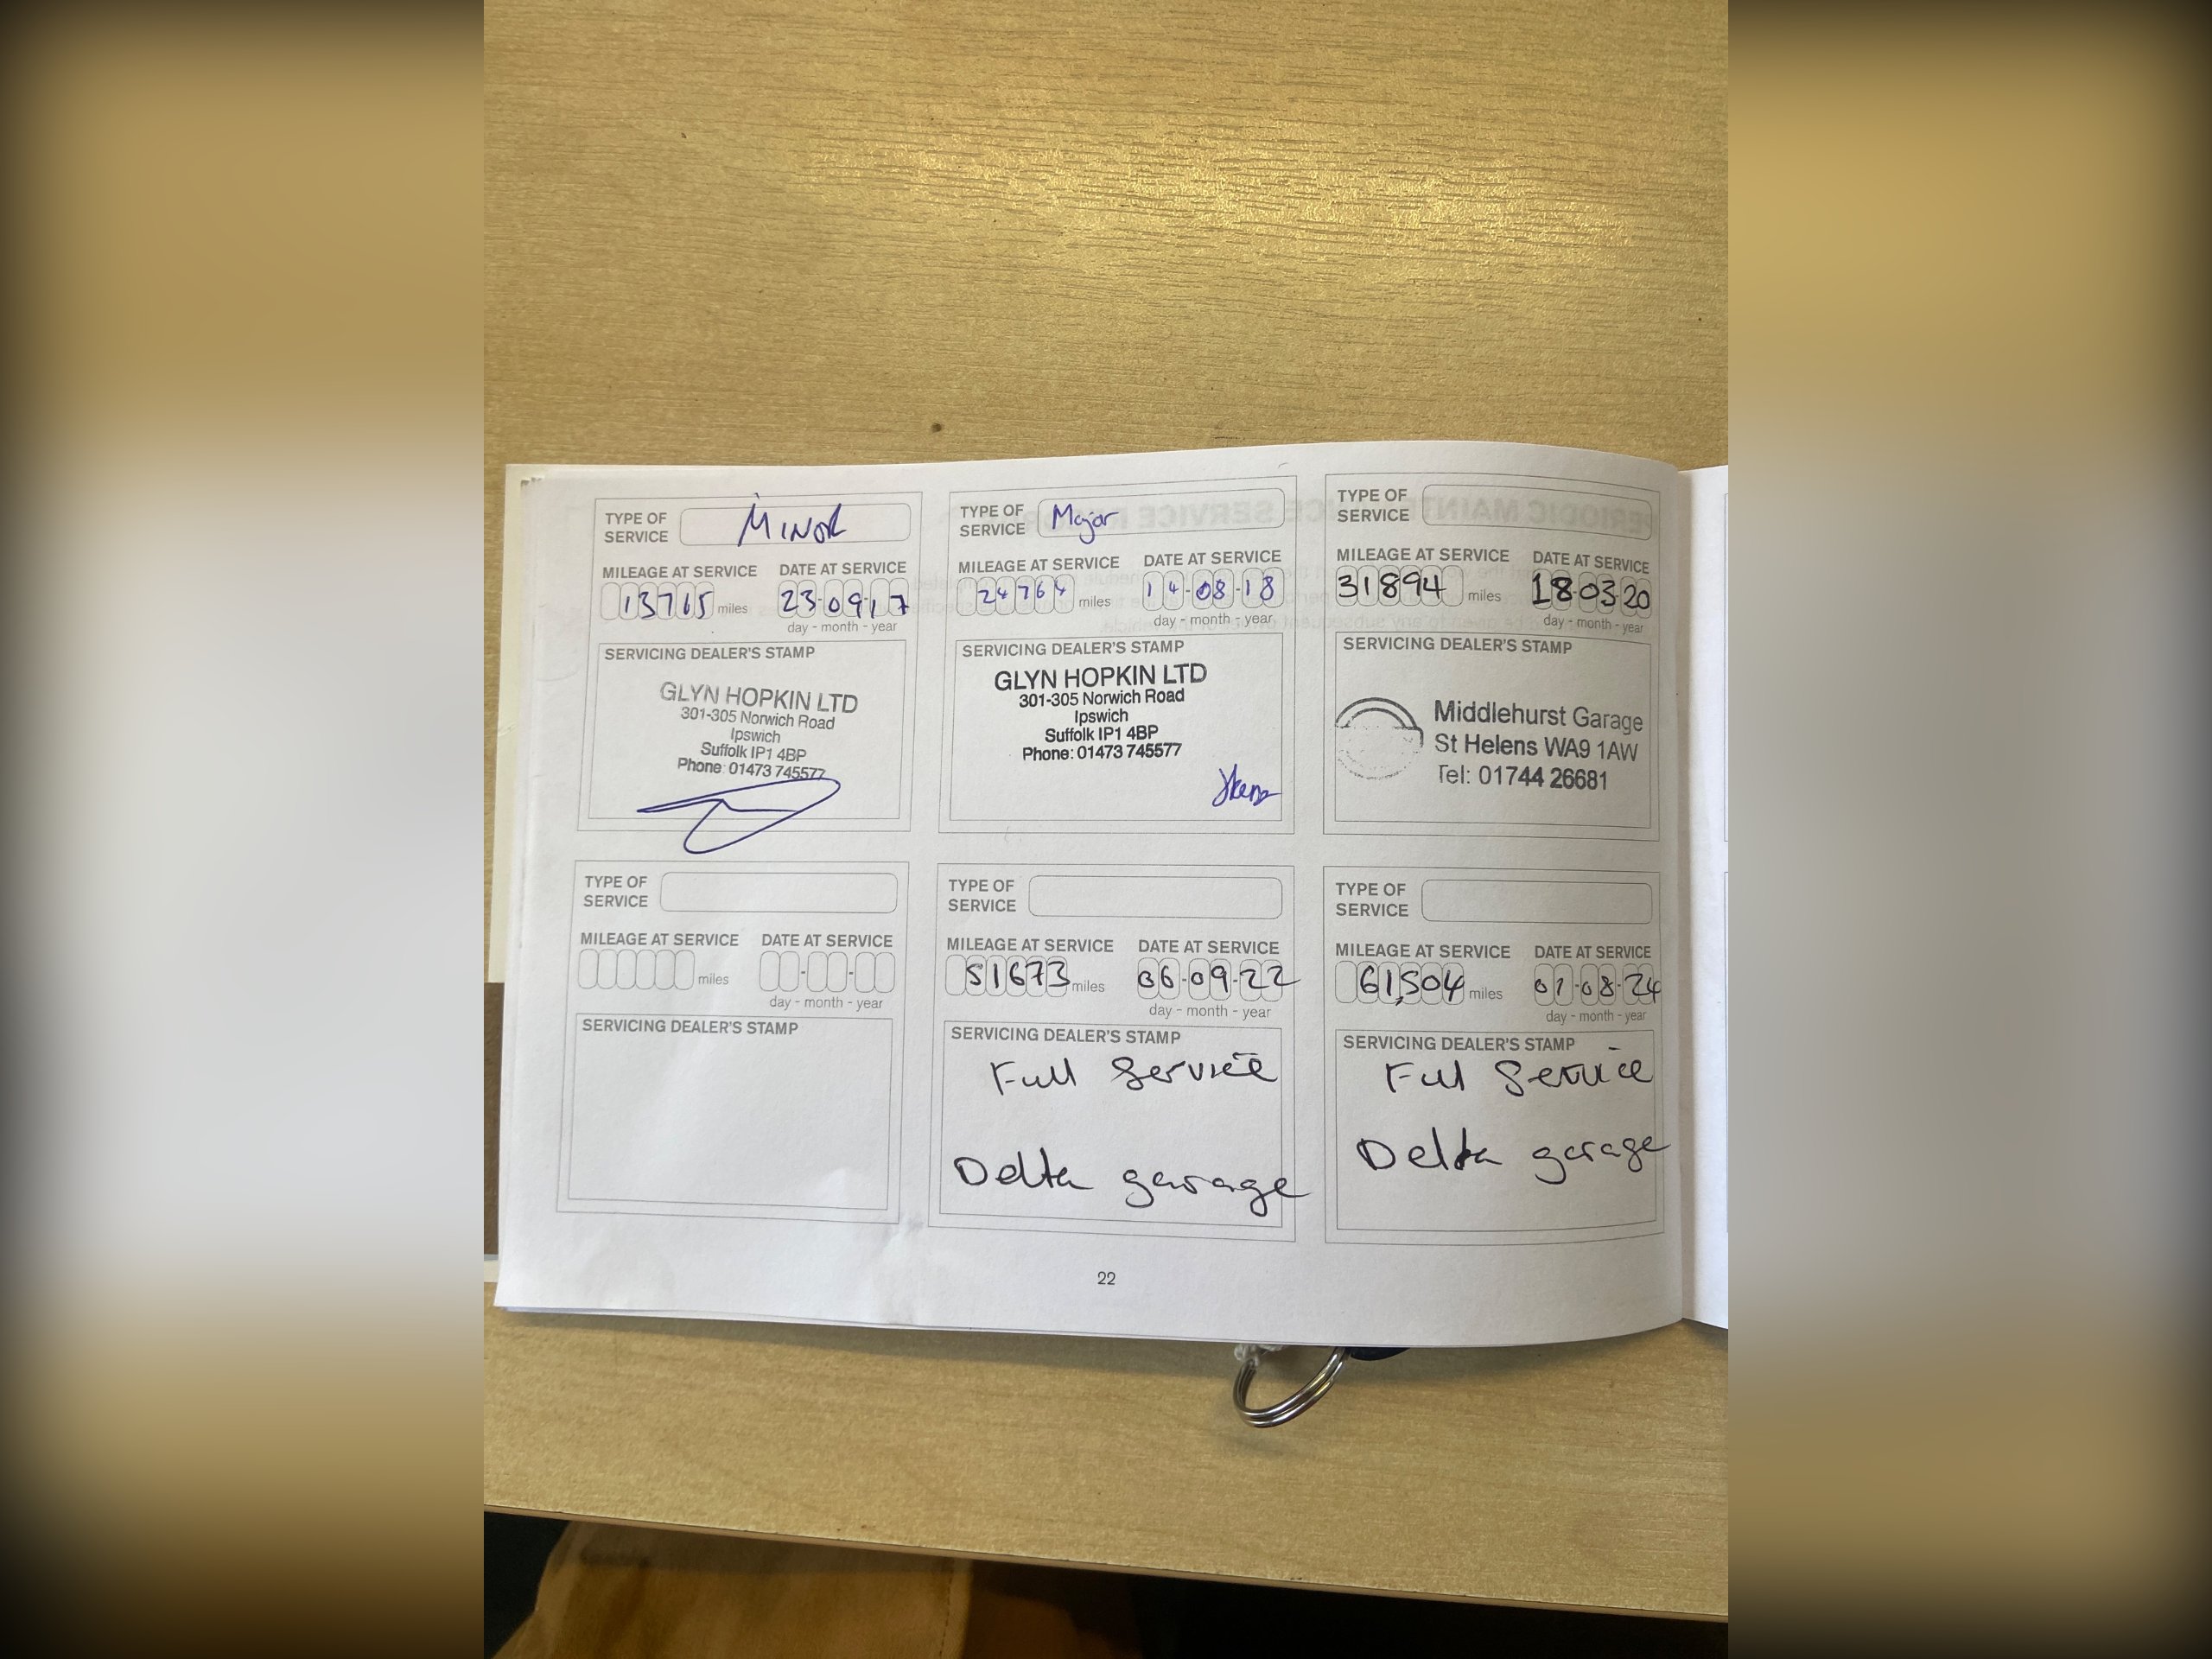 TYPE OF SERVICE MINOR
MILEAGE AT SERVICE DATE AT SERVICE
13715 miles 23-09-17
day - month - year
SERVICING DEALER'S STAMP
GLYN HOPKIN LTD
301-305 Norwich Road
Ipswich
Suffolk IP1 4BP
Phone: 01473 745577
TYPE OF SERVICE Major
MILEAGE AT SERVICE DATE AT SERVICE
24764 miles 14-08-18
day - month - year
SERVICING DEALER'S STAMP
GLYN HOPKIN LTD
301-305 Norwich Road
Ipswich
Suffolk IP1 4BP
Phone: 01473 745577
TYPE OF SERVICE
MILEAGE AT SERVICE DATE AT SERVICE
31894 miles 18-03-20
day - month - year
SERVICING DEALER'S STAMP
Middlehurst Garage
St Helens WA9 1AW
Tel: 01744 26681
TYPE OF SERVICE
MILEAGE AT SERVICE DATE AT SERVICE
miles
day - month - year
SERVICING DEALER'S STAMP
TYPE OF SERVICE
MILEAGE AT SERVICE DATE AT SERVICE
51673 miles 06-09-22
day - month - year
SERVICING DEALER'S STAMP
Full Service
Delta garage
TYPE OF SERVICE
MILEAGE AT SERVICE DATE AT SERVICE
61,504 miles 01-08-24
day - month - year
SERVICING DEALER'S STAMP
Full Service
Delta garage
22